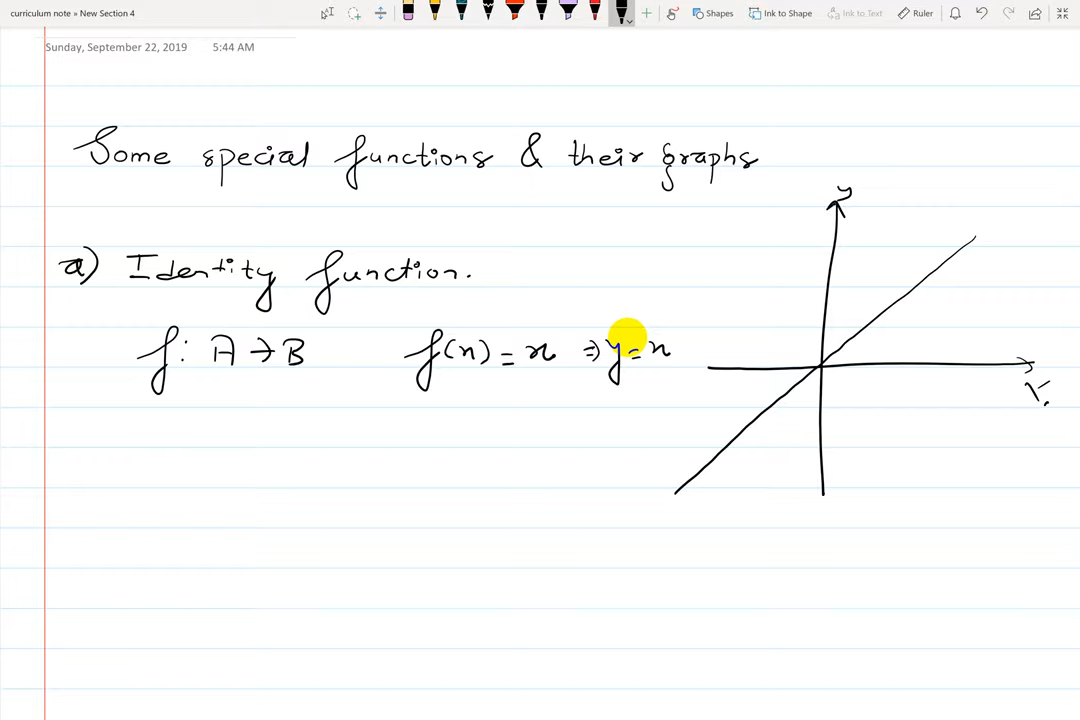 curriculum note » New Section 4
Shapes Ink to Shape Ink to Text Ruler
Sunday, September 22, 2019 5:44 AM
Some special functions & their graphs
a) Identity function.
f: A → B f(x) = x ⇒ y = x
y
x